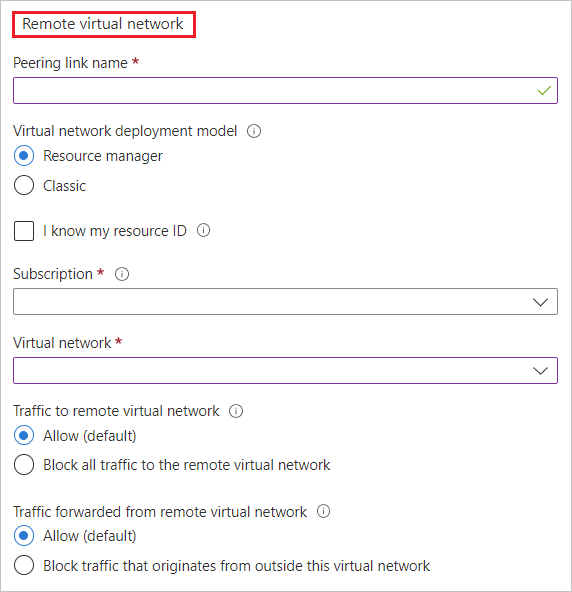 Remote virtual network
Peering link name *
Virtual network deployment model
Resource manager
Classic
I know my resource ID
Subscription *
Virtual network *
Traffic to remote virtual network
Allow (default)
Block all traffic to the remote virtual network
Traffic forwarded from remote virtual network
Allow (default)
Block traffic that originates from outside this virtual network